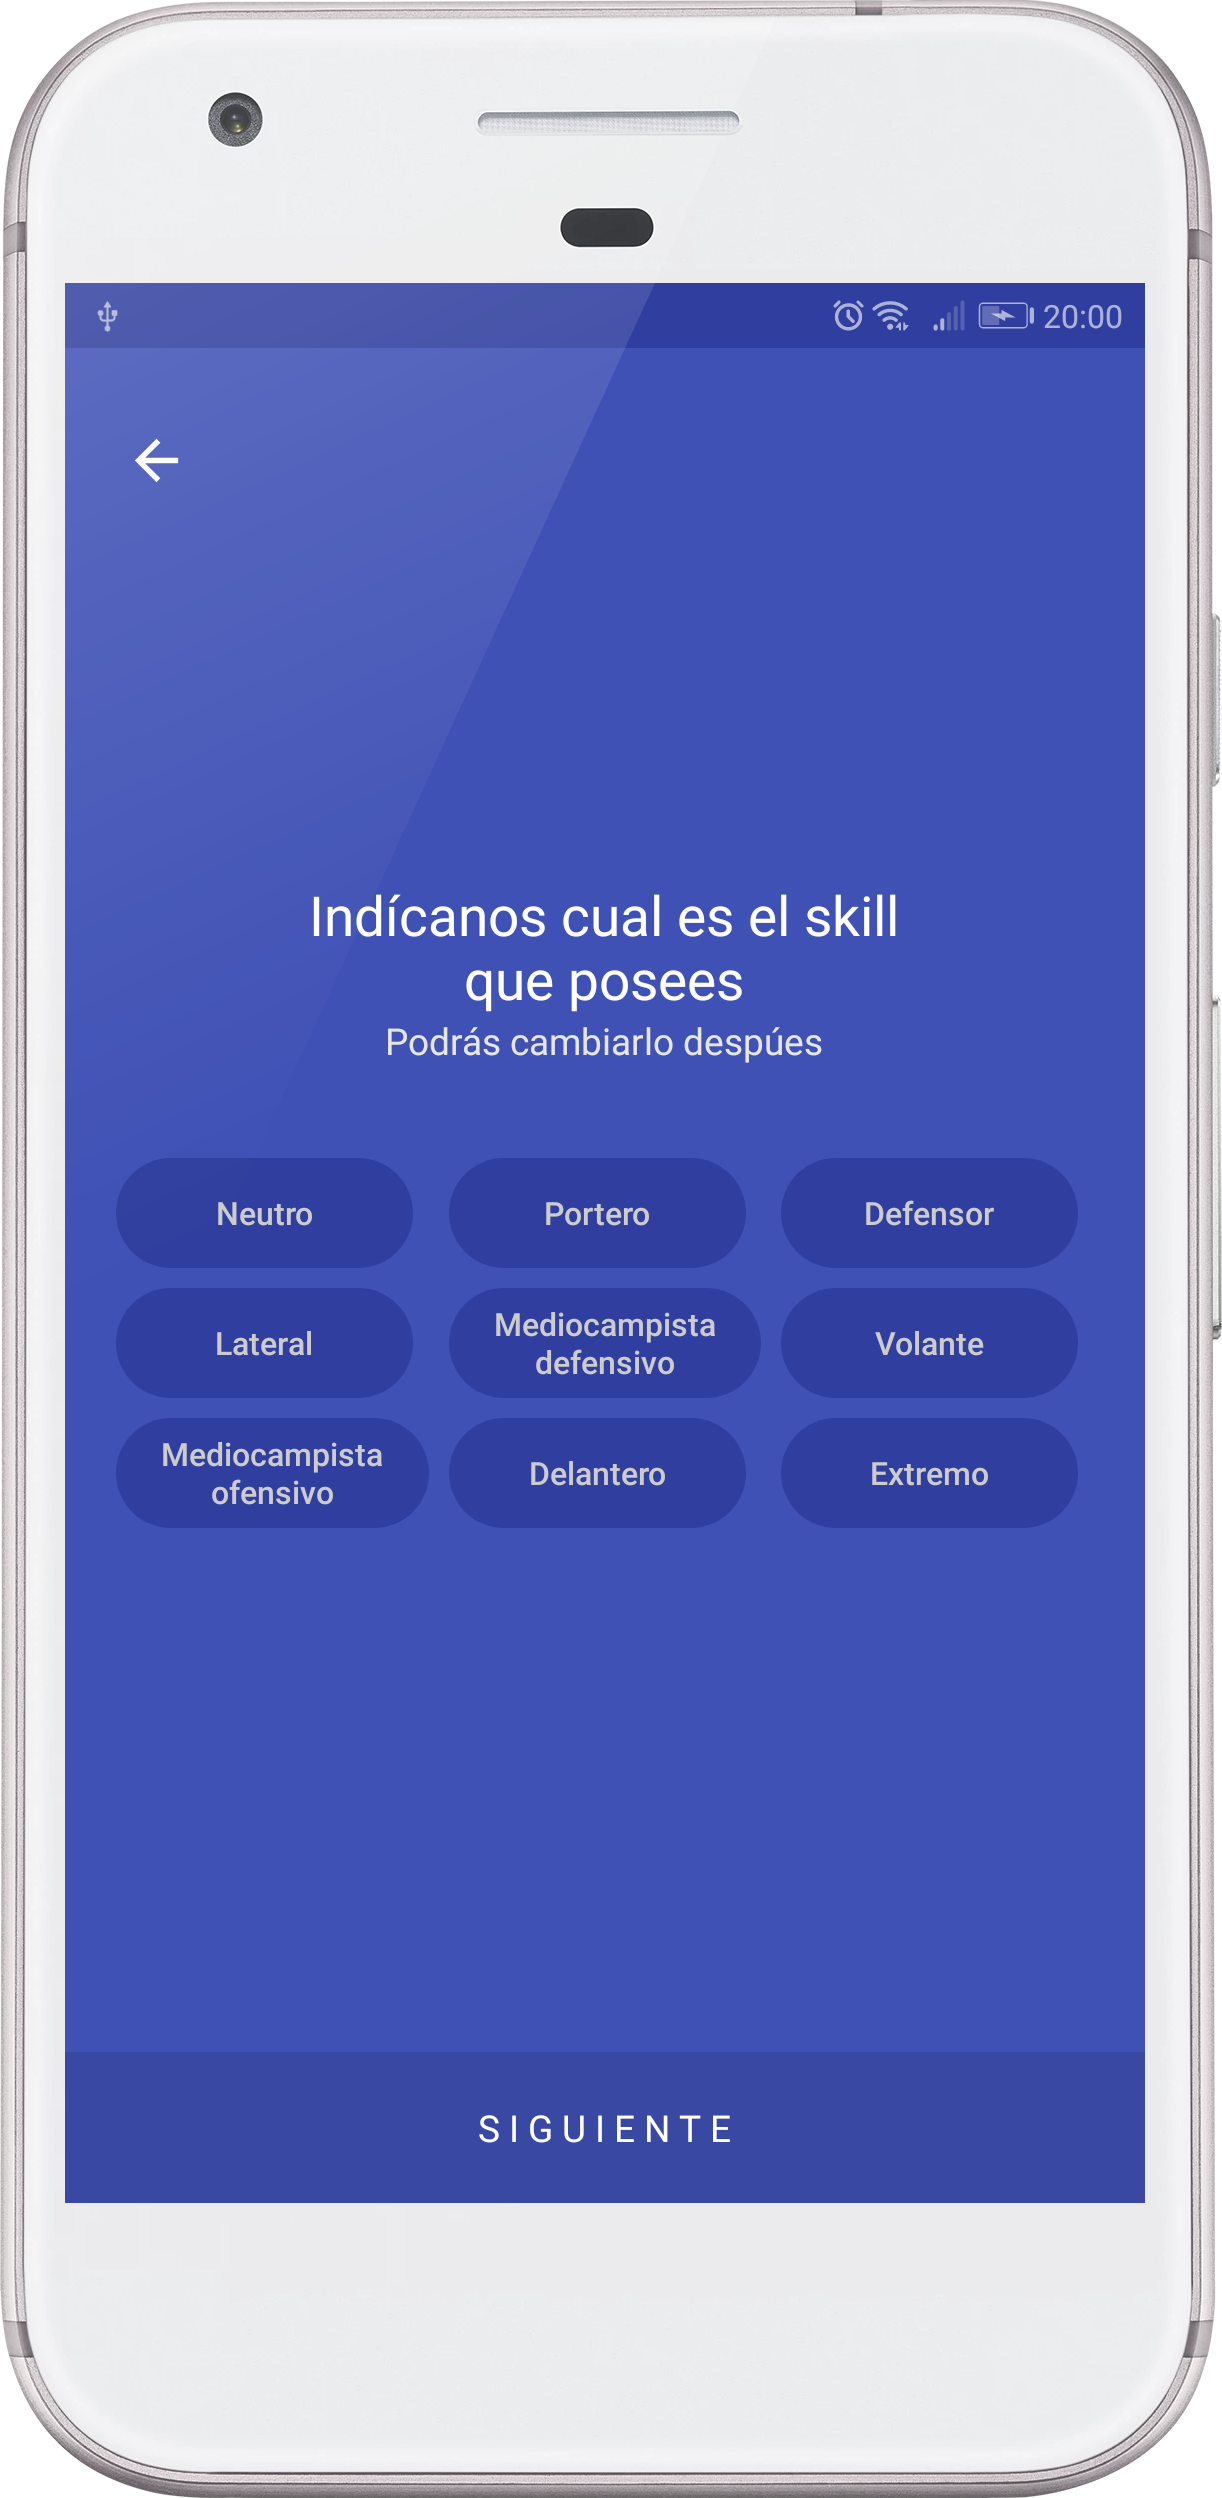 20:00
Indícanos cual es el skill
que posees
Podrás cambiarlo despúes
Neutro
Portero
Defensor
Lateral
Mediocampista
defensivo
Volante
Mediocampista
ofensivo
Delantero
Extremo
SIGUIENTE